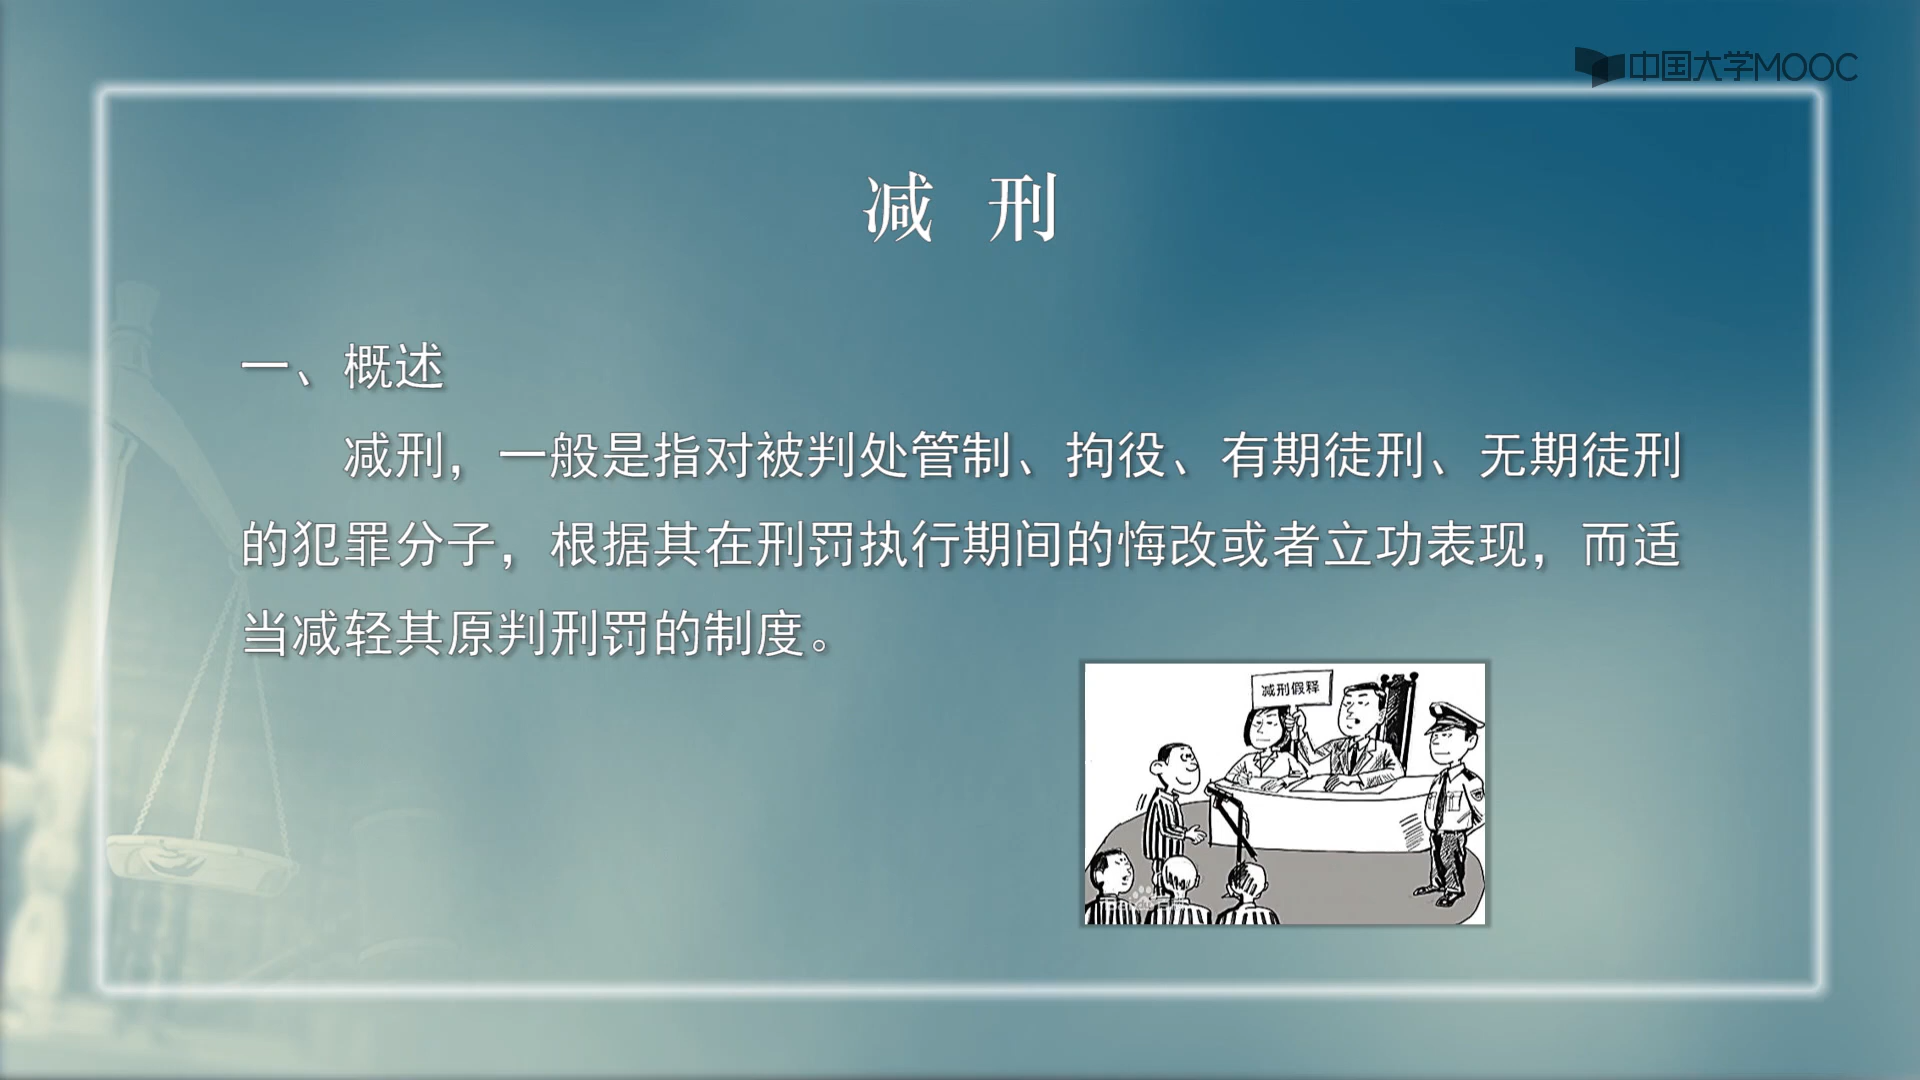 中国大学MOOC
减 刑
一、概述
减刑，一般是指对被判处管制、拘役、有期徒刑、无期徒刑
的犯罪分子，根据其在刑罚执行期间的悔改或者立功表现，而适
当减轻其原判刑罚的制度。
减刑假释